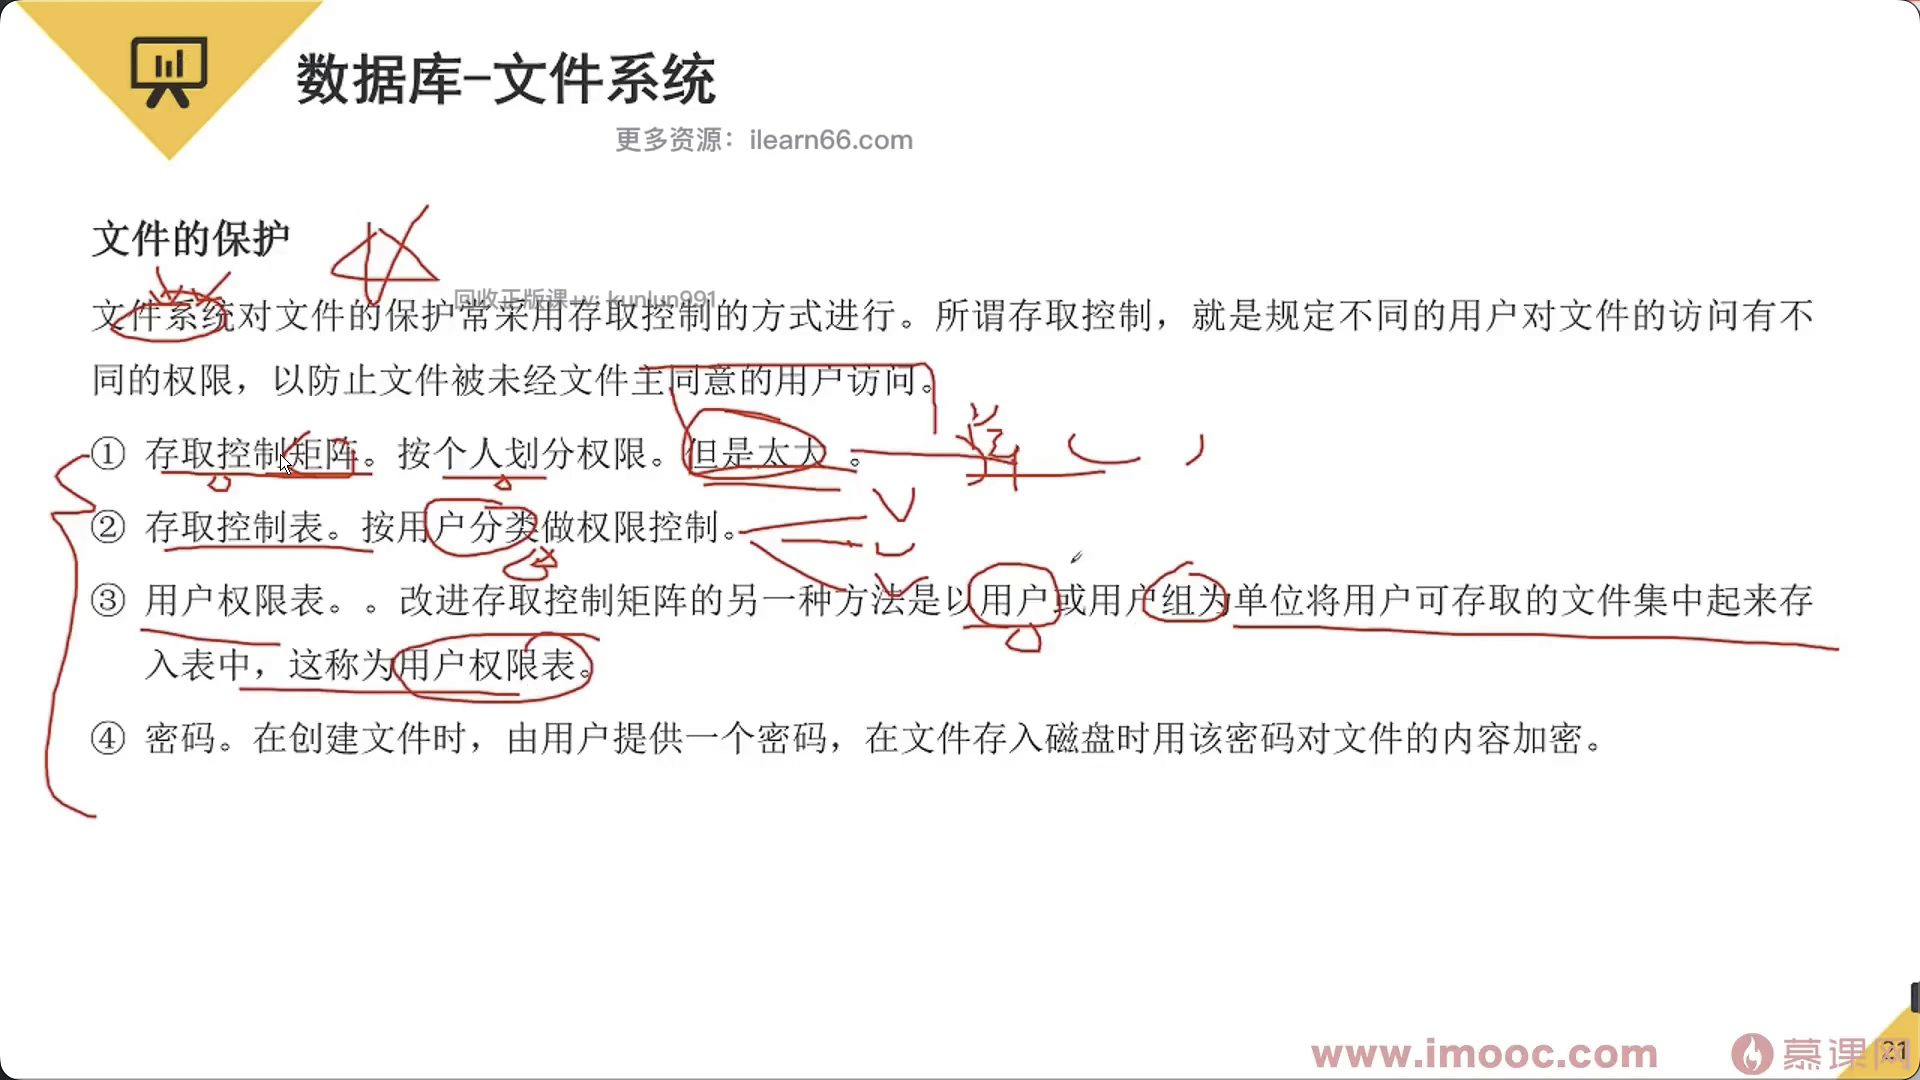 数据库-文件系统
更多资源：ilearn66.com
文件的保护
回收正版课+v: kunlun991
文件系统对文件的保护常采用存取控制的方式进行。所谓存取控制，就是规定不同的用户对文件的访问有不
同的权限，以防止文件被未经文件主同意的用户访问。
① 存取控制矩阵。按个人划分权限。但是太大 。
② 存取控制表。按用户分类做权限控制。
③ 用户权限表。。改进存取控制矩阵的另一种方法是以用户或用户组为单位将用户可存取的文件集中起来存
入表中，这称为用户权限表。
④ 密码。在创建文件时，由用户提供一个密码，在文件存入磁盘时用该密码对文件的内容加密。
www.imooc.com 慕课网
21